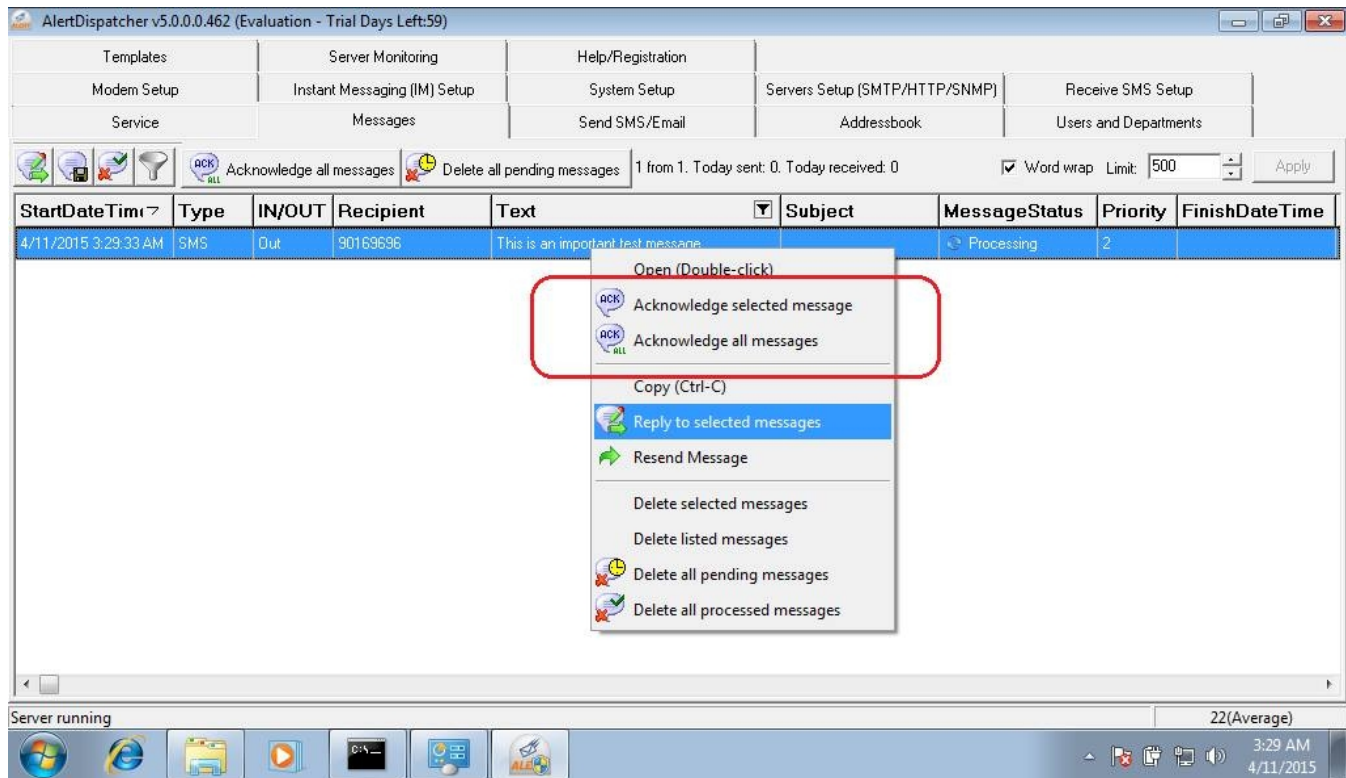 AlertDispatcher v5.0.0.0.462 (Evaluation - Trial Days Left:59)
Templates Server Monitoring Help/Registration
Modem Setup Instant Messaging (IM) Setup System Setup Servers Setup (SMTP/HTTP/SNMP) Receive SMS Setup
Service Messages Send SMS/Email Addressbook Users and Departments
ACK ALL Acknowledge all messages Delete all pending messages 1 from 1. Today sent: 0. Today received: 0 Word wrap Limit: 500 Apply
StartDateTim Type IN/OUT Recipient Text Subject MessageStatus Priority FinishDateTime
4/11/2015 3:29:33 AM SMS Out 90169696 This is an important test message Processing 2
Open (Double-click)
ACK Acknowledge selected message
ACK ALL Acknowledge all messages
Copy (Ctrl-C)
Reply to selected messages
Resend Message
Delete selected messages
Delete listed messages
Delete all pending messages
Delete all processed messages
Server running 22(Average)
C:\_ ALERT 3:29 AM
4/11/2015